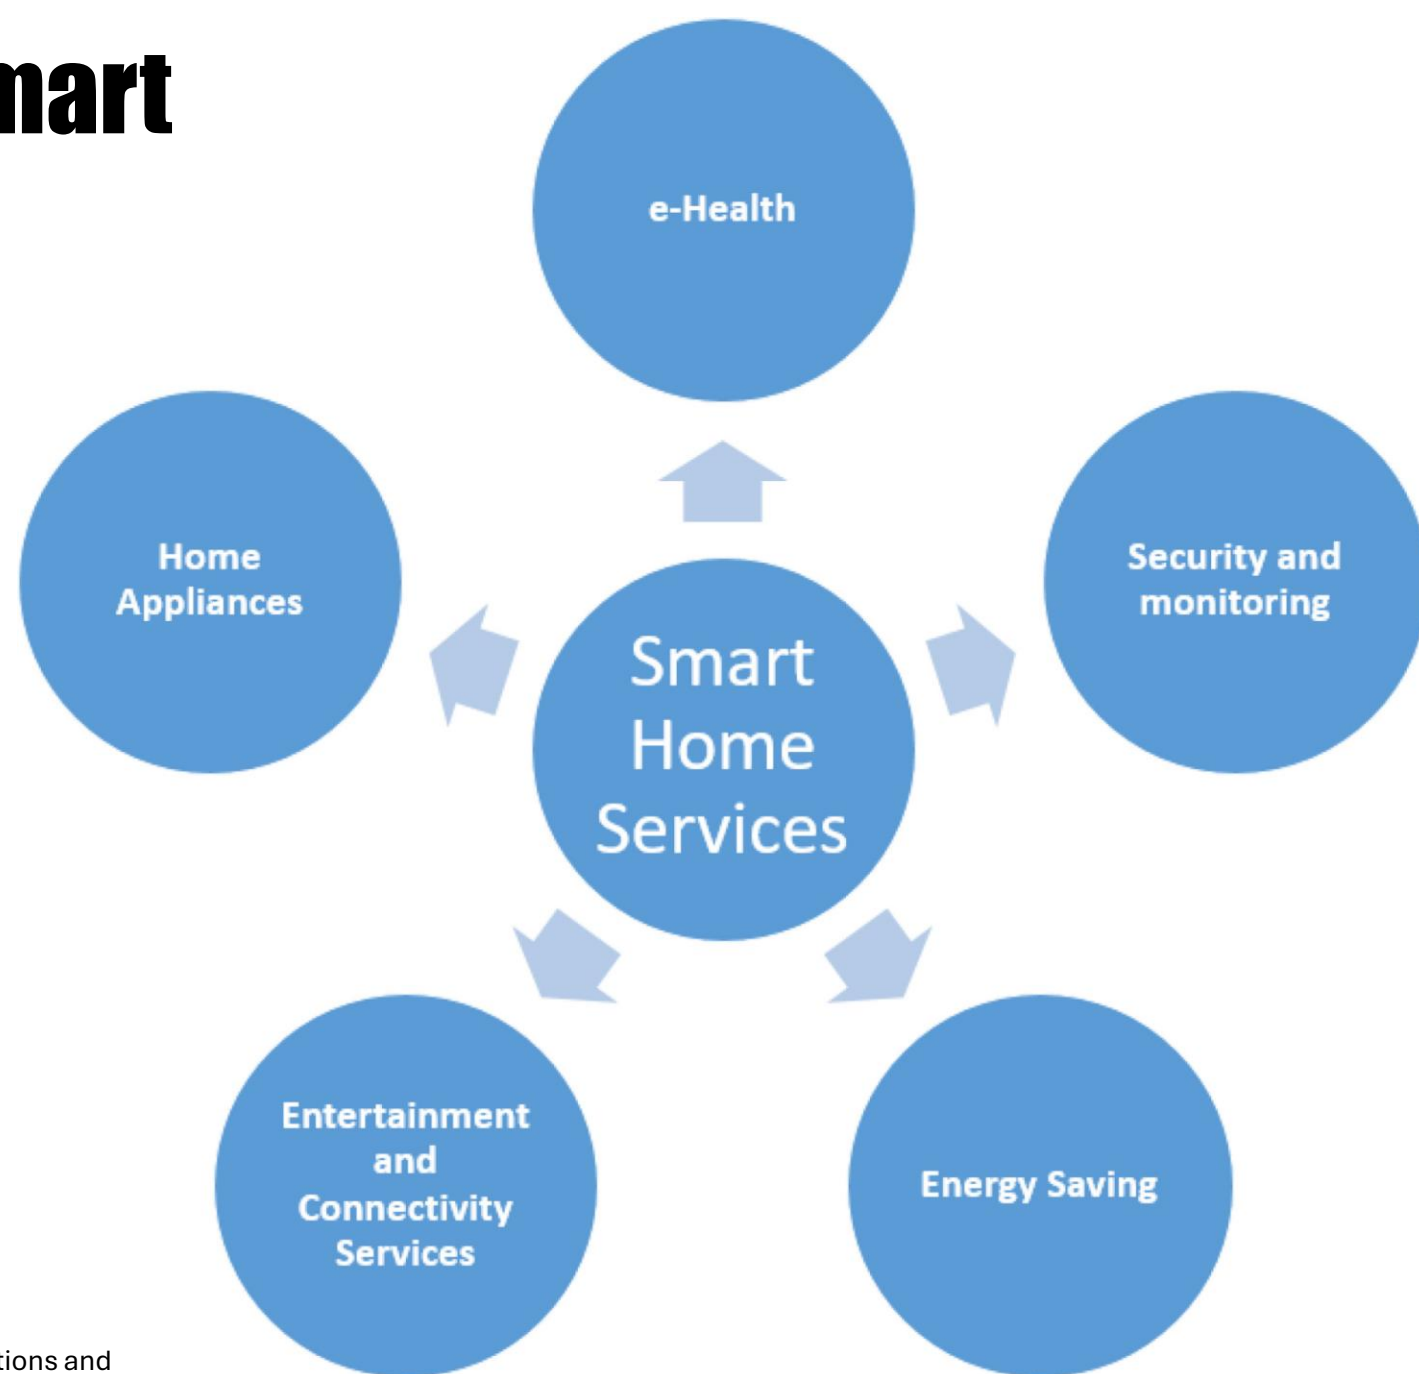 mart
e-Health
Home
Appliances
Security and
monitoring
Smart
Home
Services
Entertainment
and
Connectivity
Services
Energy Saving
tions and